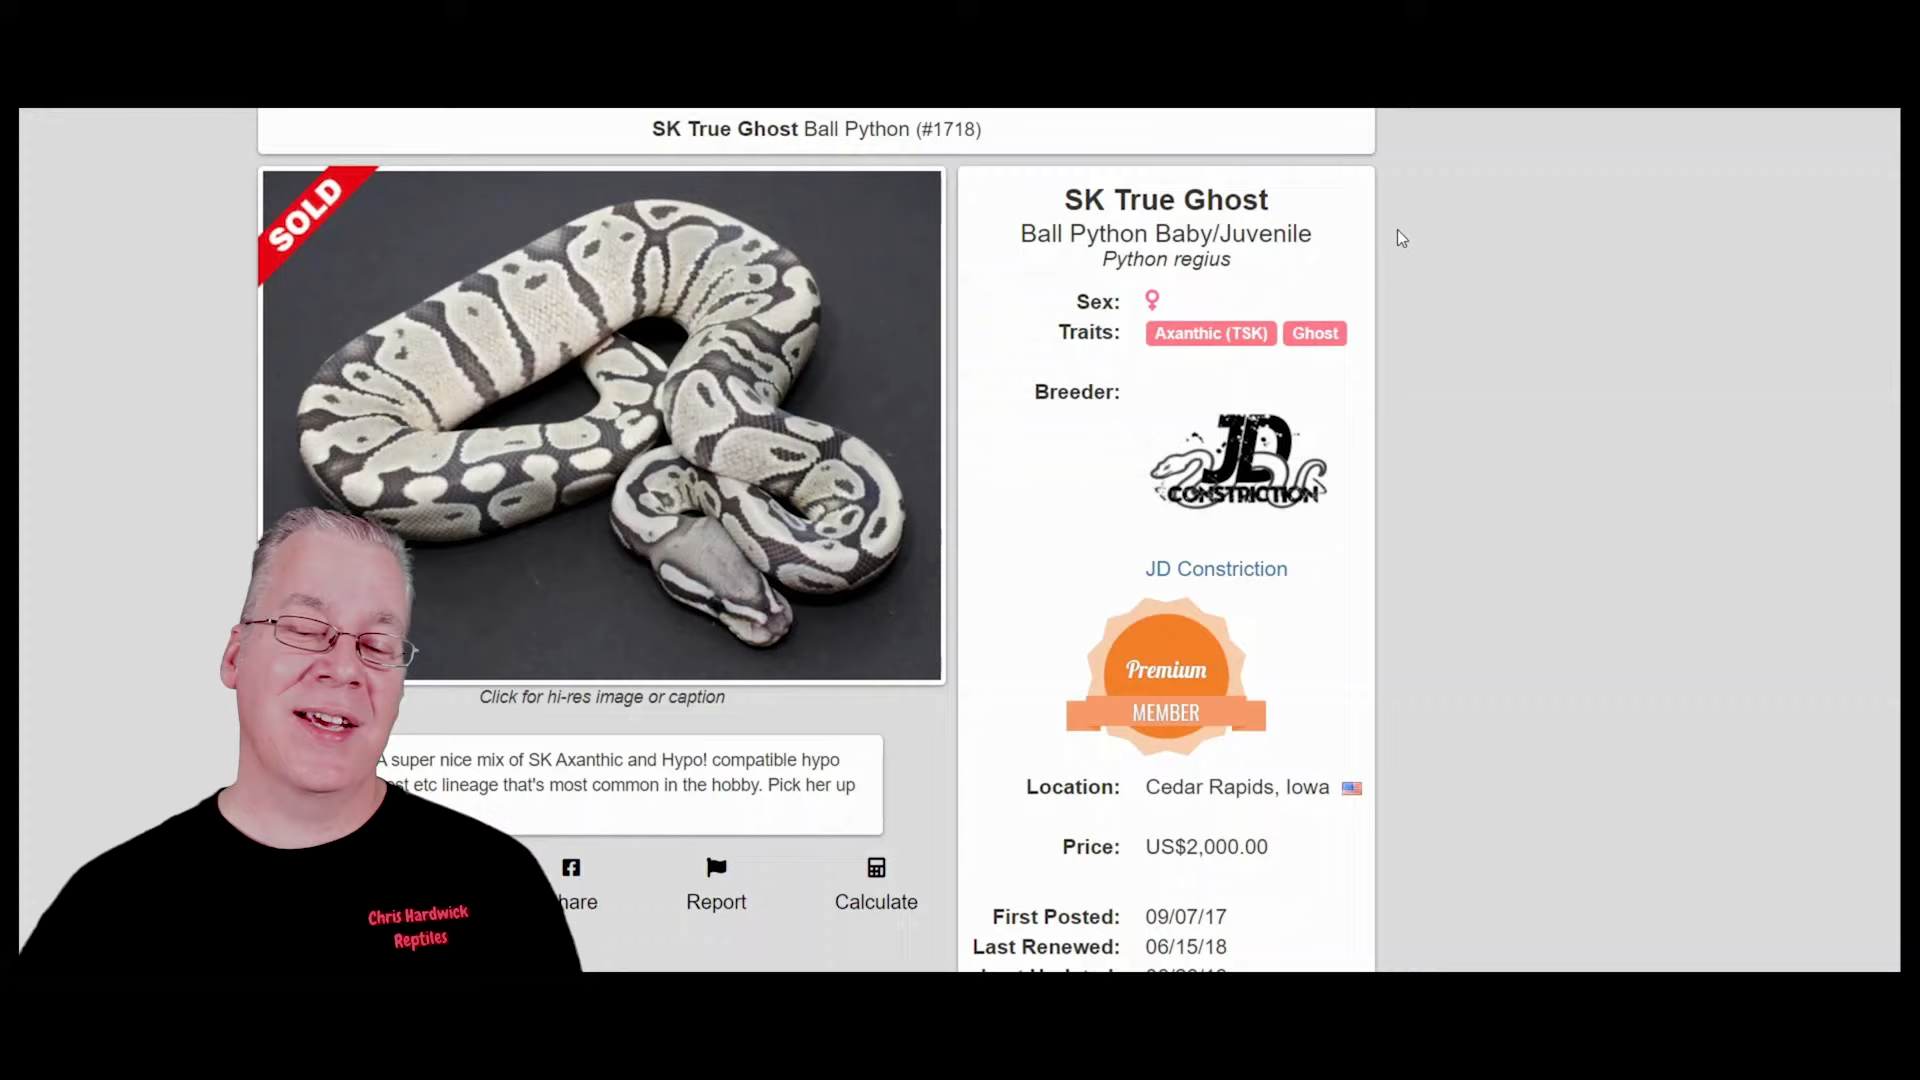 SK True Ghost Ball Python (#1718)
SOLD
SK True Ghost
Ball Python Baby/Juvenile
Python regius
Sex: ♀
Traits: Axanthic (TSK) Ghost
Breeder:
JD
CONSTRICTION
JD Constriction
Premium
MEMBER
Location: Cedar Rapids, Iowa
Price: US$2,000.00
First Posted: 09/07/17
Last Renewed: 06/15/18
Click for hi-res image or caption
A super nice mix of SK Axanthic and Hypo! compatible hypo
etc lineage that's most common in the hobby. Pick her up
Report
Calculate
Chris Hardwick
Reptiles